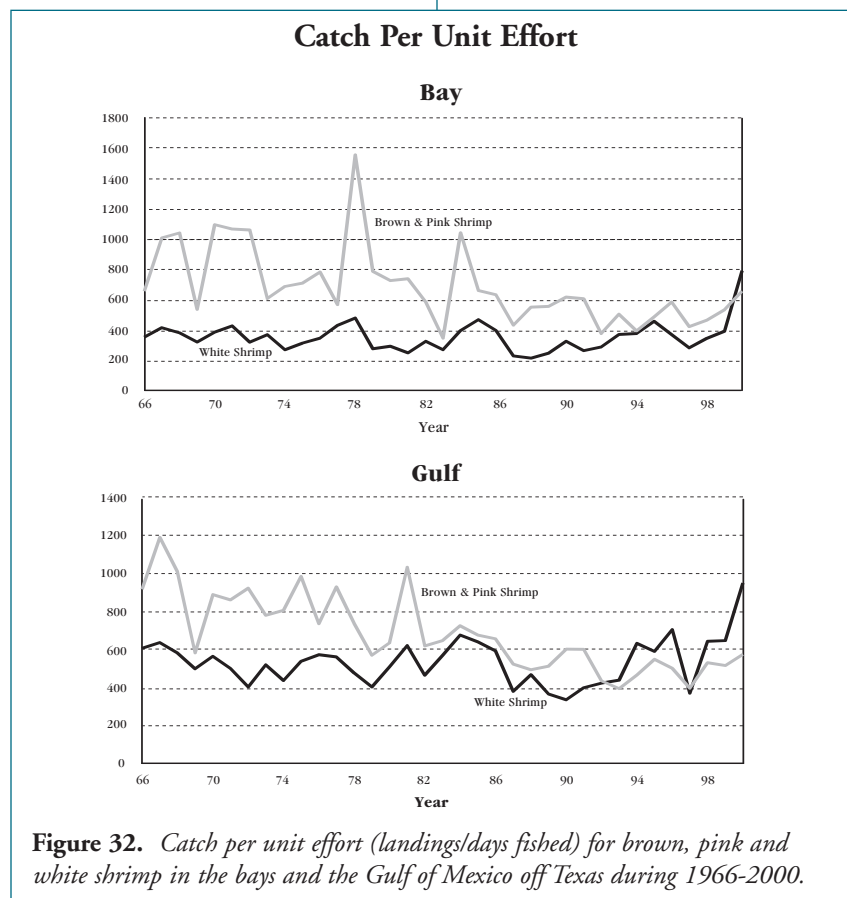 Catch Per Unit Effort
Bay
1800
1600
1400
1200
1000
800
600
400
200
0
Brown & Pink Shrimp
White Shrimp
66 70 74 78 82 86 90 94 98
Year
Gulf
1400
1200
1000
800
600
400
200
0
Brown & Pink Shrimp
White Shrimp
66 70 74 78 82 86 90 94 98
Year
Figure 32. Catch per unit effort (landings/days fished) for brown, pink and
white shrimp in the bays and the Gulf of Mexico off Texas during 1966-2000.